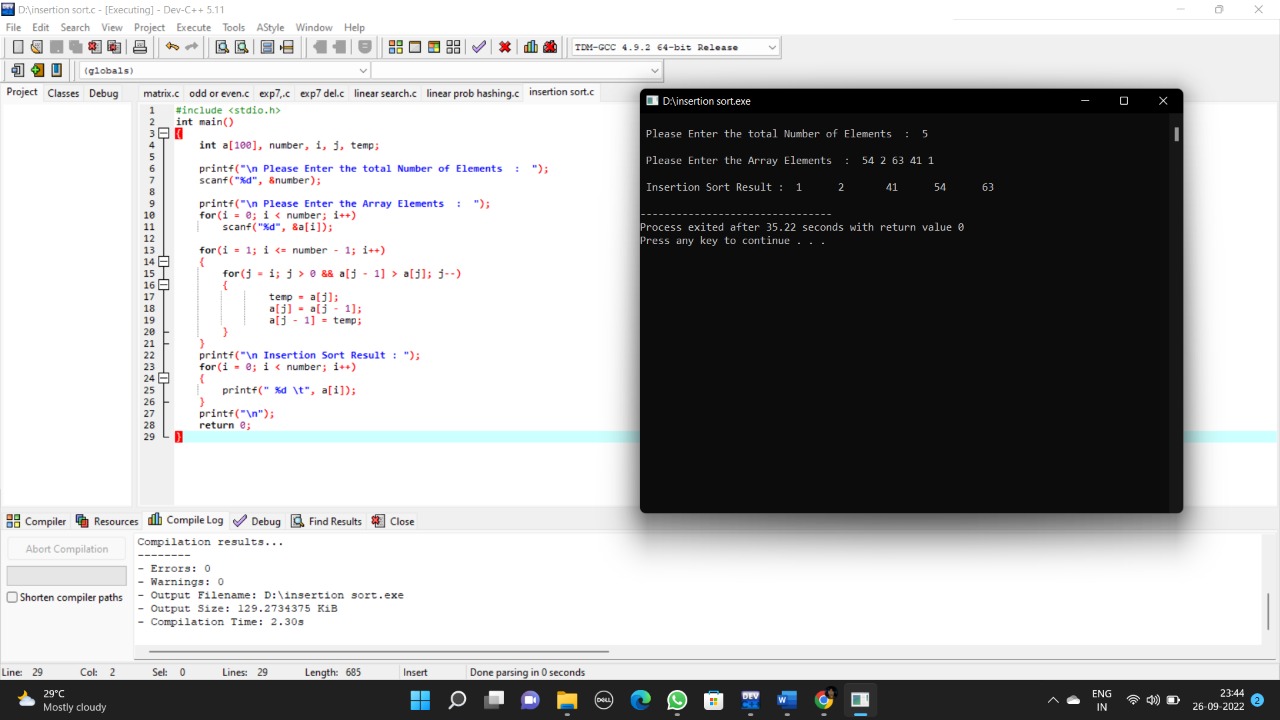 D:\insertion sort.c - [Executing] - Dev-C++ 5.11
File Edit Search View Project Execute Tools AStyle Window Help
TDM-GCC 4.9.2 64-bit Release
(globals)
Project Classes Debug
matrix.c odd or even.c exp7,.c exp7 del.c linear search.c linear prob hashing.c insertion sort.c
1 #include <stdio.h>
2 int main()
3 {
4 int a[100], number, i, j, temp;
5
6 printf("\n Please Enter the total Number of Elements  :  ");
7 scanf("%d", &number);
8
9 printf("\n Please Enter the Array Elements  :  ");
10 for(i = 0; i < number; i++)
11 scanf("%d", &a[i]);
12
13 for(i = 1; i <= number - 1; i++)
14 {
15 for(j = i; j > 0 && a[j - 1] > a[j]; j--)
16 {
17 temp = a[j];
18 a[j] = a[j - 1];
19 a[j - 1] = temp;
20 }
21 }
22 printf("\n Insertion Sort Result : ");
23 for(i = 0; i < number; i++)
24 {
25 printf(" %d \t", a[i]);
26 }
27 printf("\n");
28 return 0;
29 }
D:\insertion sort.exe
Please Enter the total Number of Elements  :  5
Please Enter the Array Elements  :  54 2 63 41 1
Insertion Sort Result :  1 2 41 54 63
--------------------------------
Process exited after 35.22 seconds with return value 0
Press any key to continue . . .
Compiler Resources Compile Log Debug Find Results Close
Abort Compilation
Shorten compiler paths
Compilation results...
--------
- Errors: 0
- Warnings: 0
- Output Filename: D:\insertion sort.exe
- Output Size: 129.2734375 KiB
- Compilation Time: 2.30s
Line: 29 Col: 2 Sel: 0 Lines: 29 Length: 685 Insert Done parsing in 0 seconds
29°C
Mostly cloudy
DELL
DEV
W
ENG
IN
23:44
26-09-2022
2